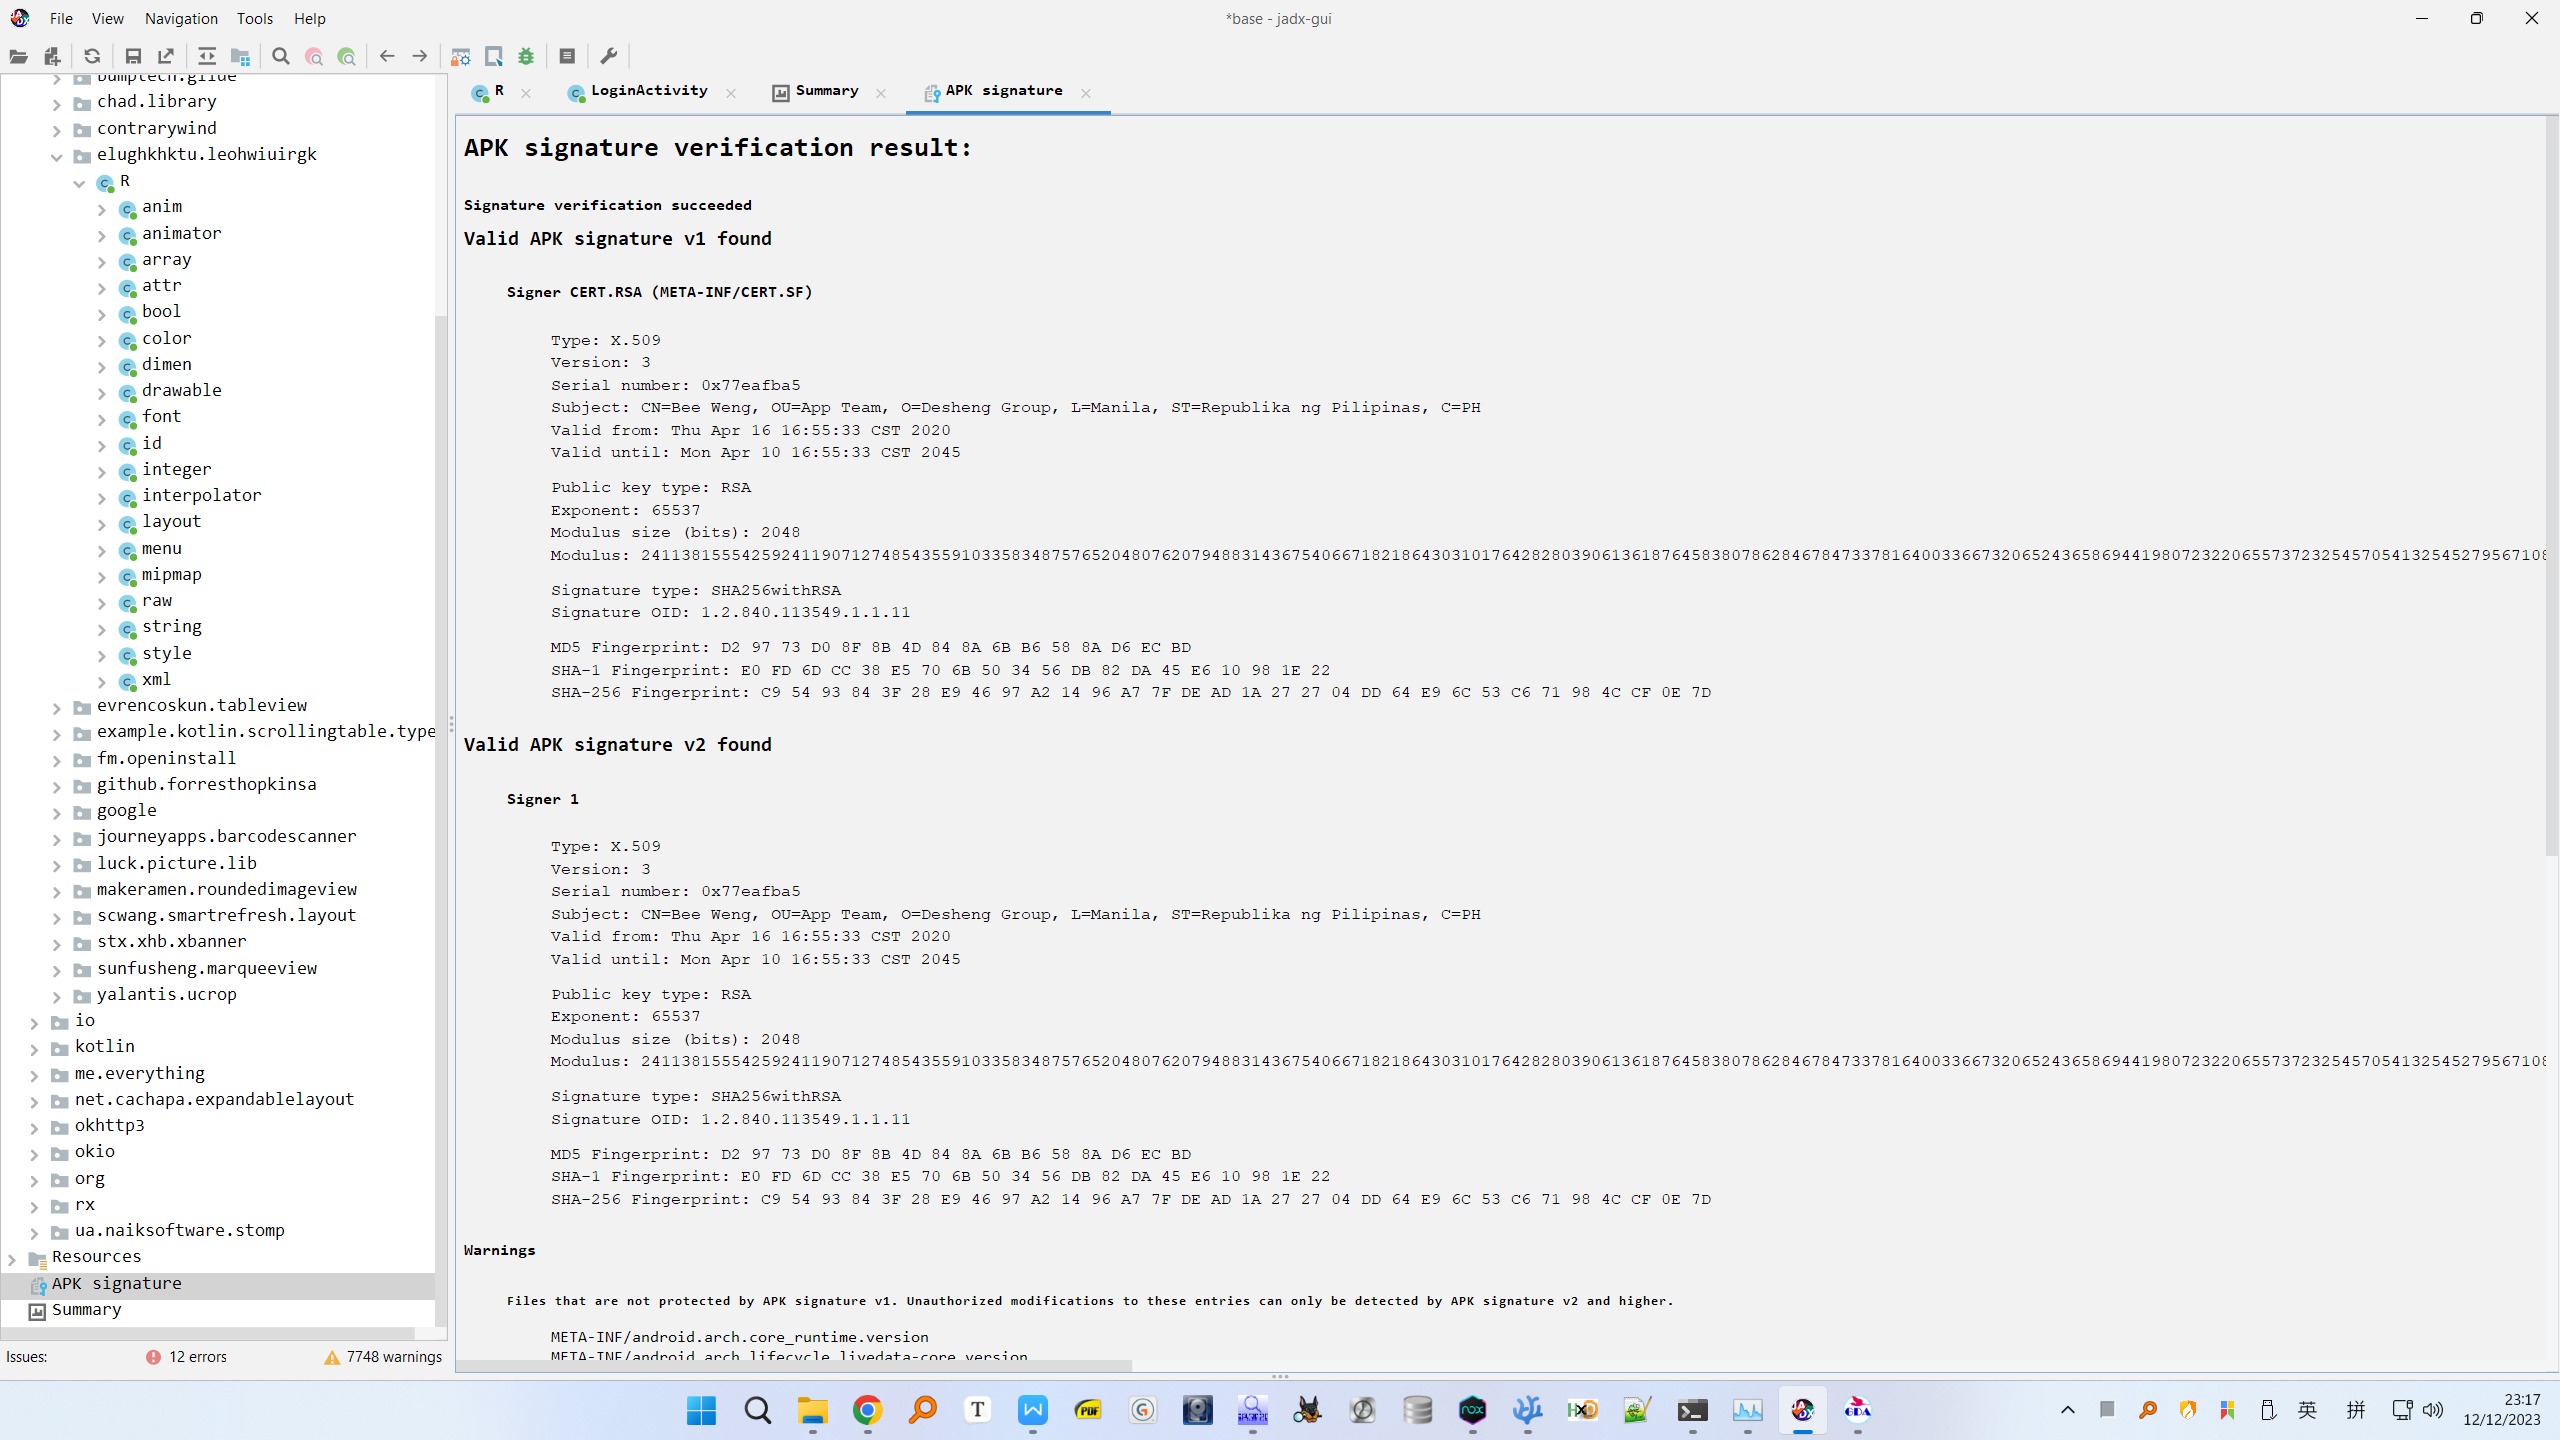 File View Navigation Tools Help
*base - jadx-gui
R
LoginActivity
Summary
APK signature
bumptech.glide
chad.library
contrarywind
elughkhktu.leohwiuirgk
R
anim
animator
array
attr
bool
color
dimen
drawable
font
id
integer
interpolator
layout
menu
mipmap
raw
string
style
xml
evrencoskun.tableview
example.kotlin.scrollingtable.type
fm.openinstall
github.forresthopkinsa
google
journeyapps.barcodescanner
luck.picture.lib
makeramen.roundedimageview
scwang.smartrefresh.layout
stx.xhb.xbanner
sunfusheng.marqueeview
yalantis.ucrop
io
kotlin
me.everything
net.cachapa.expandablelayout
okhttp3
okio
org
rx
ua.naiksoftware.stomp
Resources
APK signature
Summary
Issues: 12 errors 7748 warnings
APK signature verification result:
Signature verification succeeded
Valid APK signature v1 found
Signer CERT.RSA (META-INF/CERT.SF)
Type: X.509
Version: 3
Serial number: 0x77eafba5
Subject: CN=Bee Weng, OU=App Team, O=Desheng Group, L=Manila, ST=Republika ng Pilipinas, C=PH
Valid from: Thu Apr 16 16:55:33 CST 2020
Valid until: Mon Apr 10 16:55:33 CST 2045
Public key type: RSA
Exponent: 65537
Modulus size (bits): 2048
Modulus: 24113815554259241190712748543559103358348757652048076207948831436754066718218643031017642828039061361876458380786284678473378164003366732065243658694419807232206557372325457054132545279567108
Signature type: SHA256withRSA
Signature OID: 1.2.840.113549.1.1.11
MD5 Fingerprint: D2 97 73 D0 8F 8B 4D 84 8A 6B B6 58 8A D6 EC BD
SHA-1 Fingerprint: E0 FD 6D CC 38 E5 70 6B 50 34 56 DB 82 DA 45 E6 10 98 1E 22
SHA-256 Fingerprint: C9 54 93 84 3F 28 E9 46 97 A2 14 96 A7 7F DE AD 1A 27 27 04 DD 64 E9 6C 53 C6 71 98 4C CF 0E 7D
Valid APK signature v2 found
Signer 1
Type: X.509
Version: 3
Serial number: 0x77eafba5
Subject: CN=Bee Weng, OU=App Team, O=Desheng Group, L=Manila, ST=Republika ng Pilipinas, C=PH
Valid from: Thu Apr 16 16:55:33 CST 2020
Valid until: Mon Apr 10 16:55:33 CST 2045
Public key type: RSA
Exponent: 65537
Modulus size (bits): 2048
Modulus: 24113815554259241190712748543559103358348757652048076207948831436754066718218643031017642828039061361876458380786284678473378164003366732065243658694419807232206557372325457054132545279567108
Signature type: SHA256withRSA
Signature OID: 1.2.840.113549.1.1.11
MD5 Fingerprint: D2 97 73 D0 8F 8B 4D 84 8A 6B B6 58 8A D6 EC BD
SHA-1 Fingerprint: E0 FD 6D CC 38 E5 70 6B 50 34 56 DB 82 DA 45 E6 10 98 1E 22
SHA-256 Fingerprint: C9 54 93 84 3F 28 E9 46 97 A2 14 96 A7 7F DE AD 1A 27 27 04 DD 64 E9 6C 53 C6 71 98 4C CF 0E 7D
Warnings
Files that are not protected by APK signature v1. Unauthorized modifications to these entries can only be detected by APK signature v2 and higher.
META-INF/android.arch.core_runtime.version
META-INF/android.arch.lifecycle_livedata-core.version
英 拼
23:17
12/12/2023